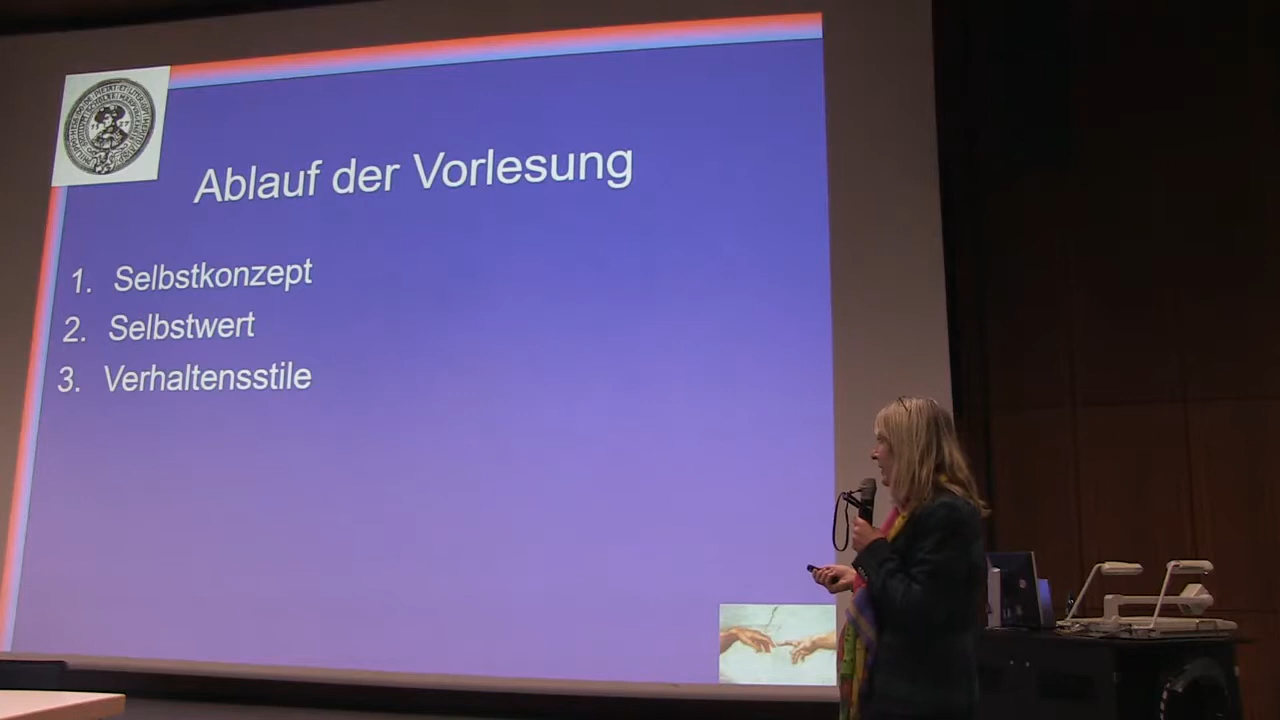 Ablauf der Vorlesung
1. Selbstkonzept
2. Selbstwert
3. Verhaltensstile